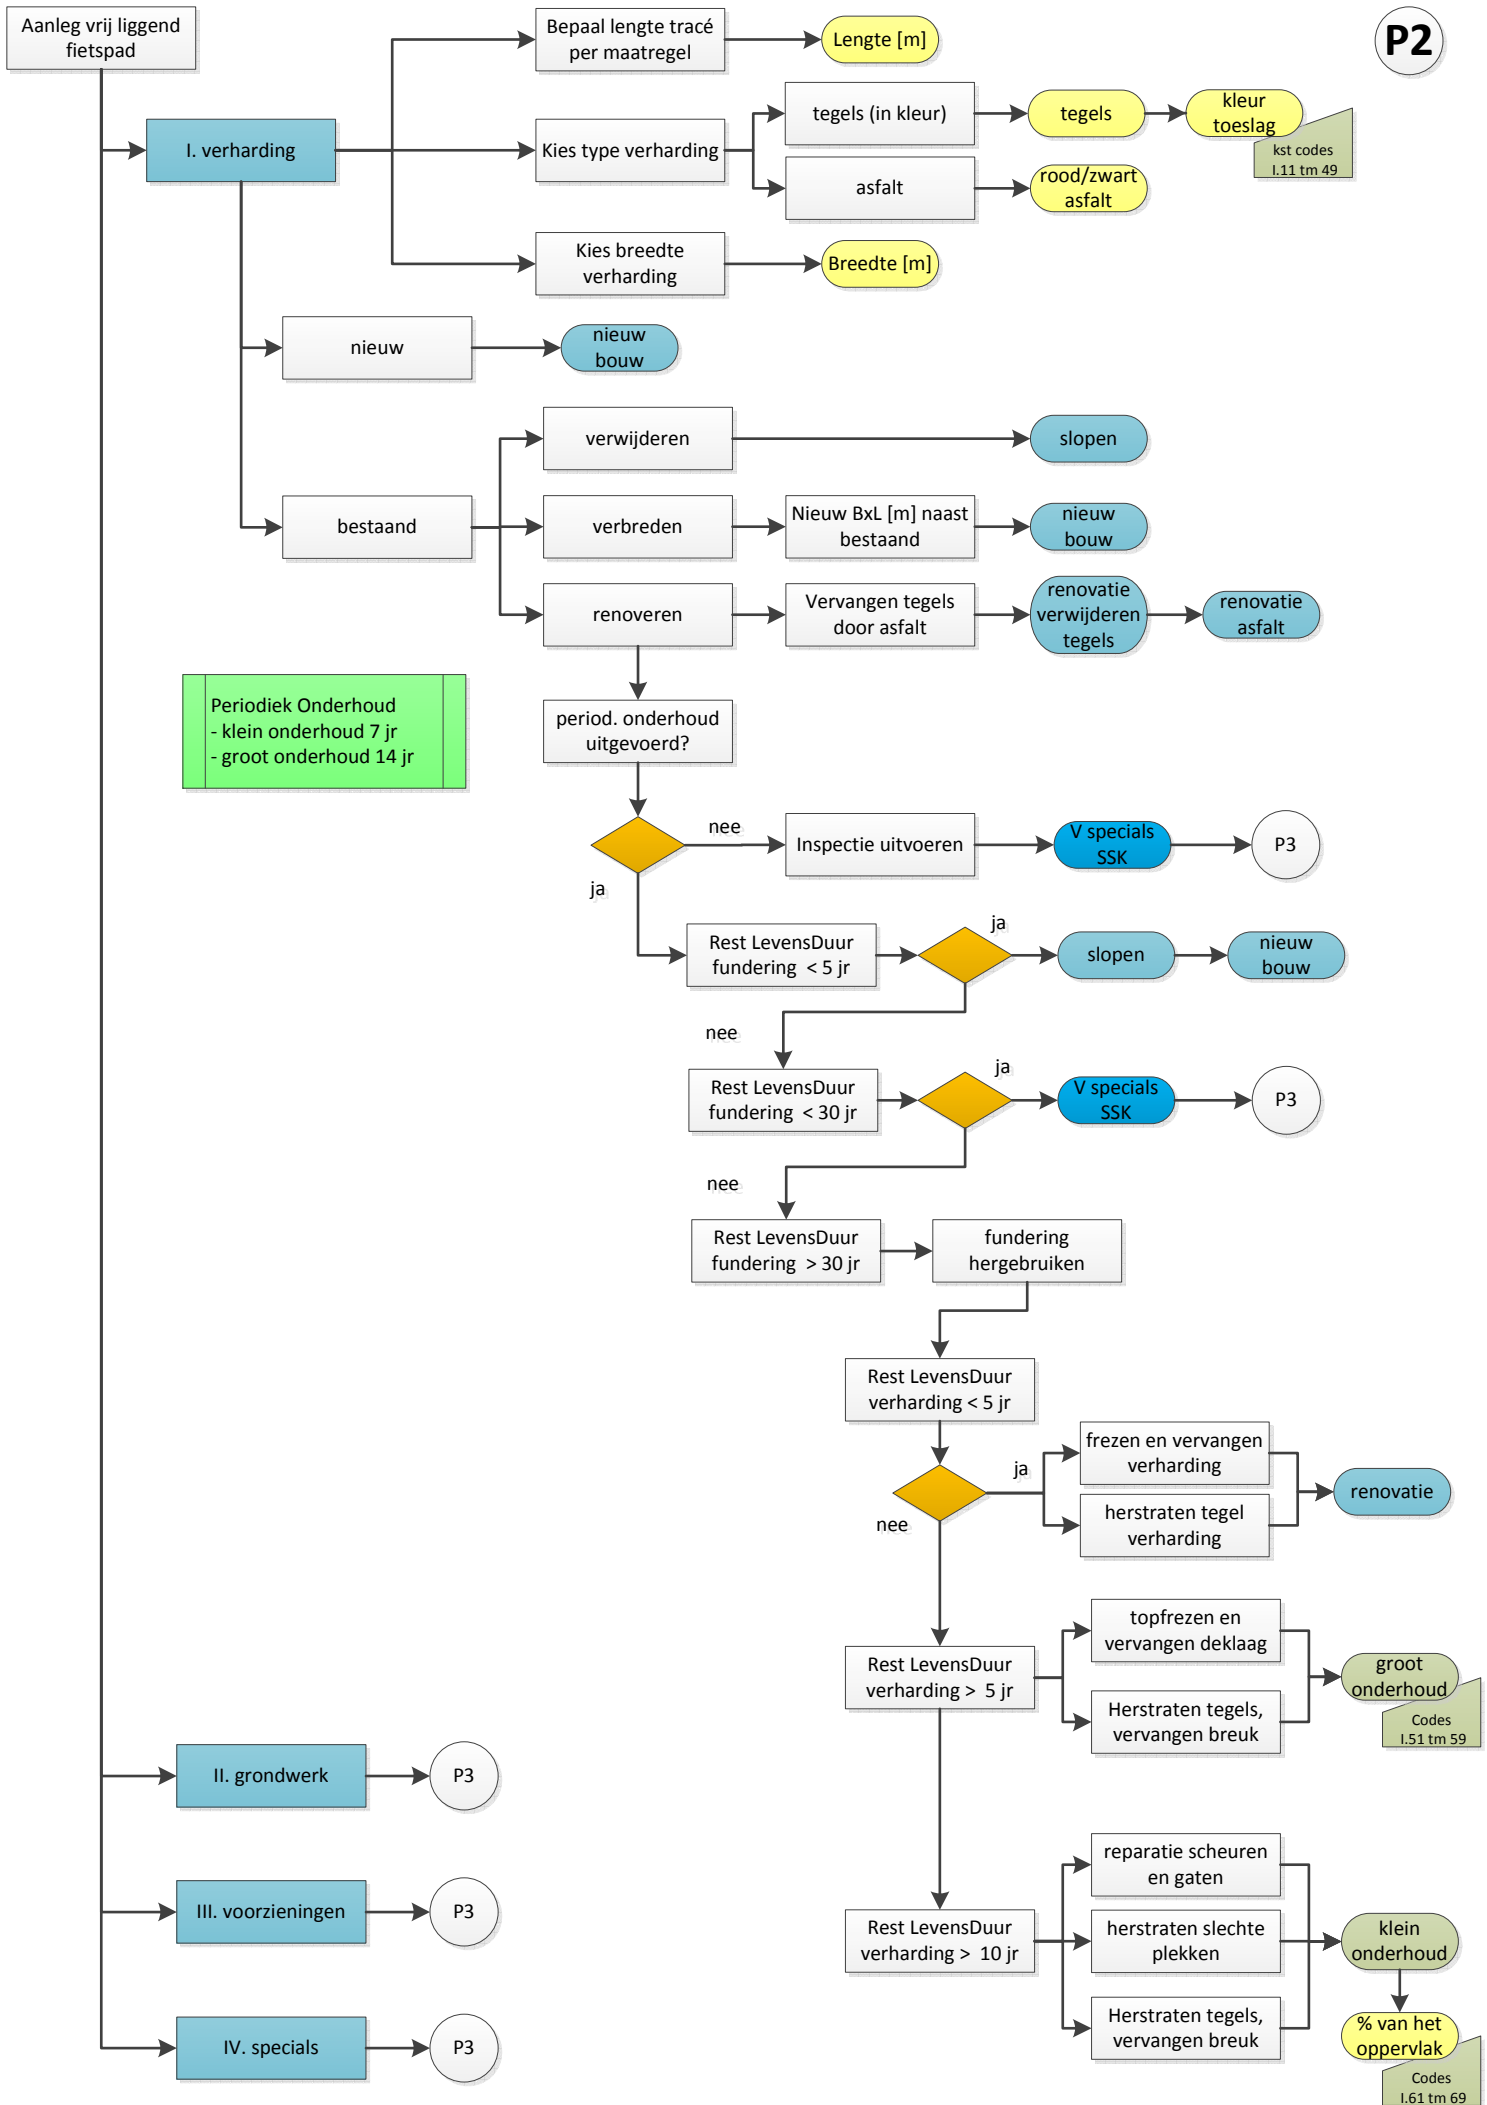 Aanleg vrij liggend
fietspad
P2
Bepaal lengte tracé
per maatregel
Lengte [m]
I. verharding
Kies type verharding
tegels (in kleur)
tegels
kleur
toeslag
kst codes
I.11 tm 49
asfalt
rood/zwart
asfalt
Kies breedte
verharding
Breedte [m]
nieuw
nieuw
bouw
bestaand
verwijderen
slopen
verbreden
Nieuw BxL [m] naast
bestaand
nieuw
bouw
renoveren
Vervangen tegels
door asfalt
renovatie
verwijderen
tegels
renovatie
asfalt
Periodiek Onderhoud
- klein onderhoud 7 jr
- groot onderhoud 14 jr
period. onderhoud
uitgevoerd?
nee
Inspectie uitvoeren
V specials
SSK
P3
ja
Rest LevensDuur
fundering < 5 jr
ja
slopen
nieuw
bouw
nee
Rest LevensDuur
fundering < 30 jr
ja
V specials
SSK
P3
nee
Rest LevensDuur
fundering > 30 jr
fundering
hergebruiken
Rest LevensDuur
verharding < 5 jr
ja
frezen en vervangen
verharding
herstraten tegel
verharding
renovatie
nee
Rest LevensDuur
verharding > 5 jr
topfrezen en
vervangen deklaag
Herstraten tegels,
vervangen breuk
groot
onderhoud
Codes
I.51 tm 59
II. grondwerk
P3
III. voorzieningen
P3
Rest LevensDuur
verharding > 10 jr
reparatie scheuren
en gaten
herstraten slechte
plekken
Herstraten tegels,
vervangen breuk
klein
onderhoud
% van het
oppervlak
Codes
I.61 tm 69
IV. specials
P3